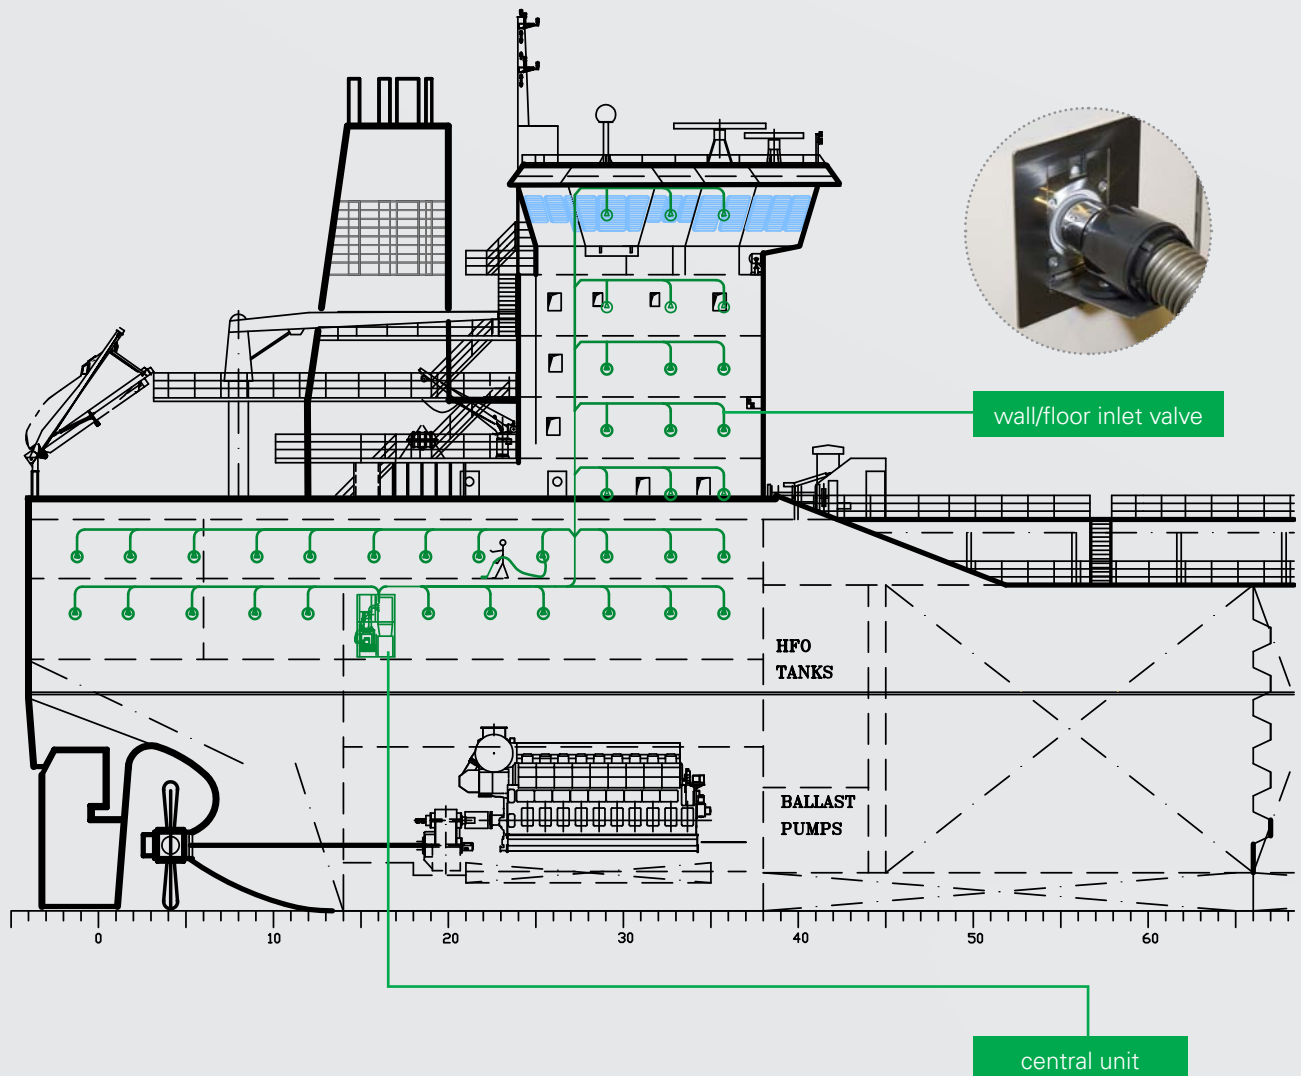 wall/floor inlet valve
HFO
TANKS
BALLAST
PUMPS
0 10 20 30 40 50 60
central unit